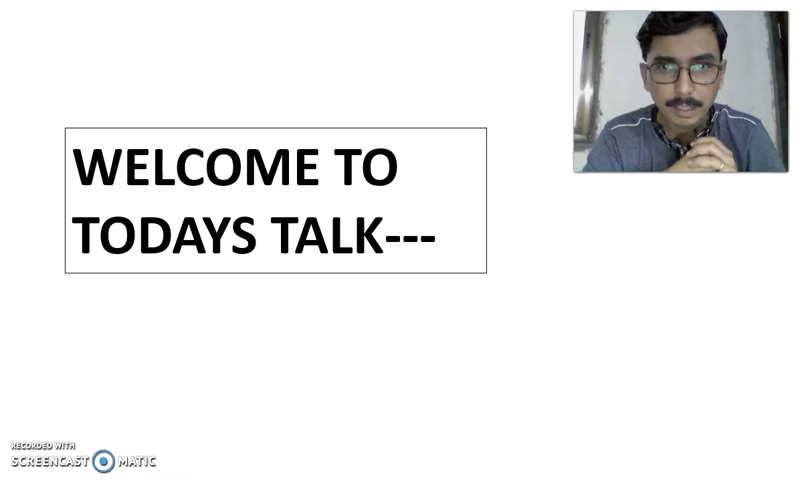 WELCOME TO
TODAYS TALK---
RECORDED WITH
SCREENCAST MATIC